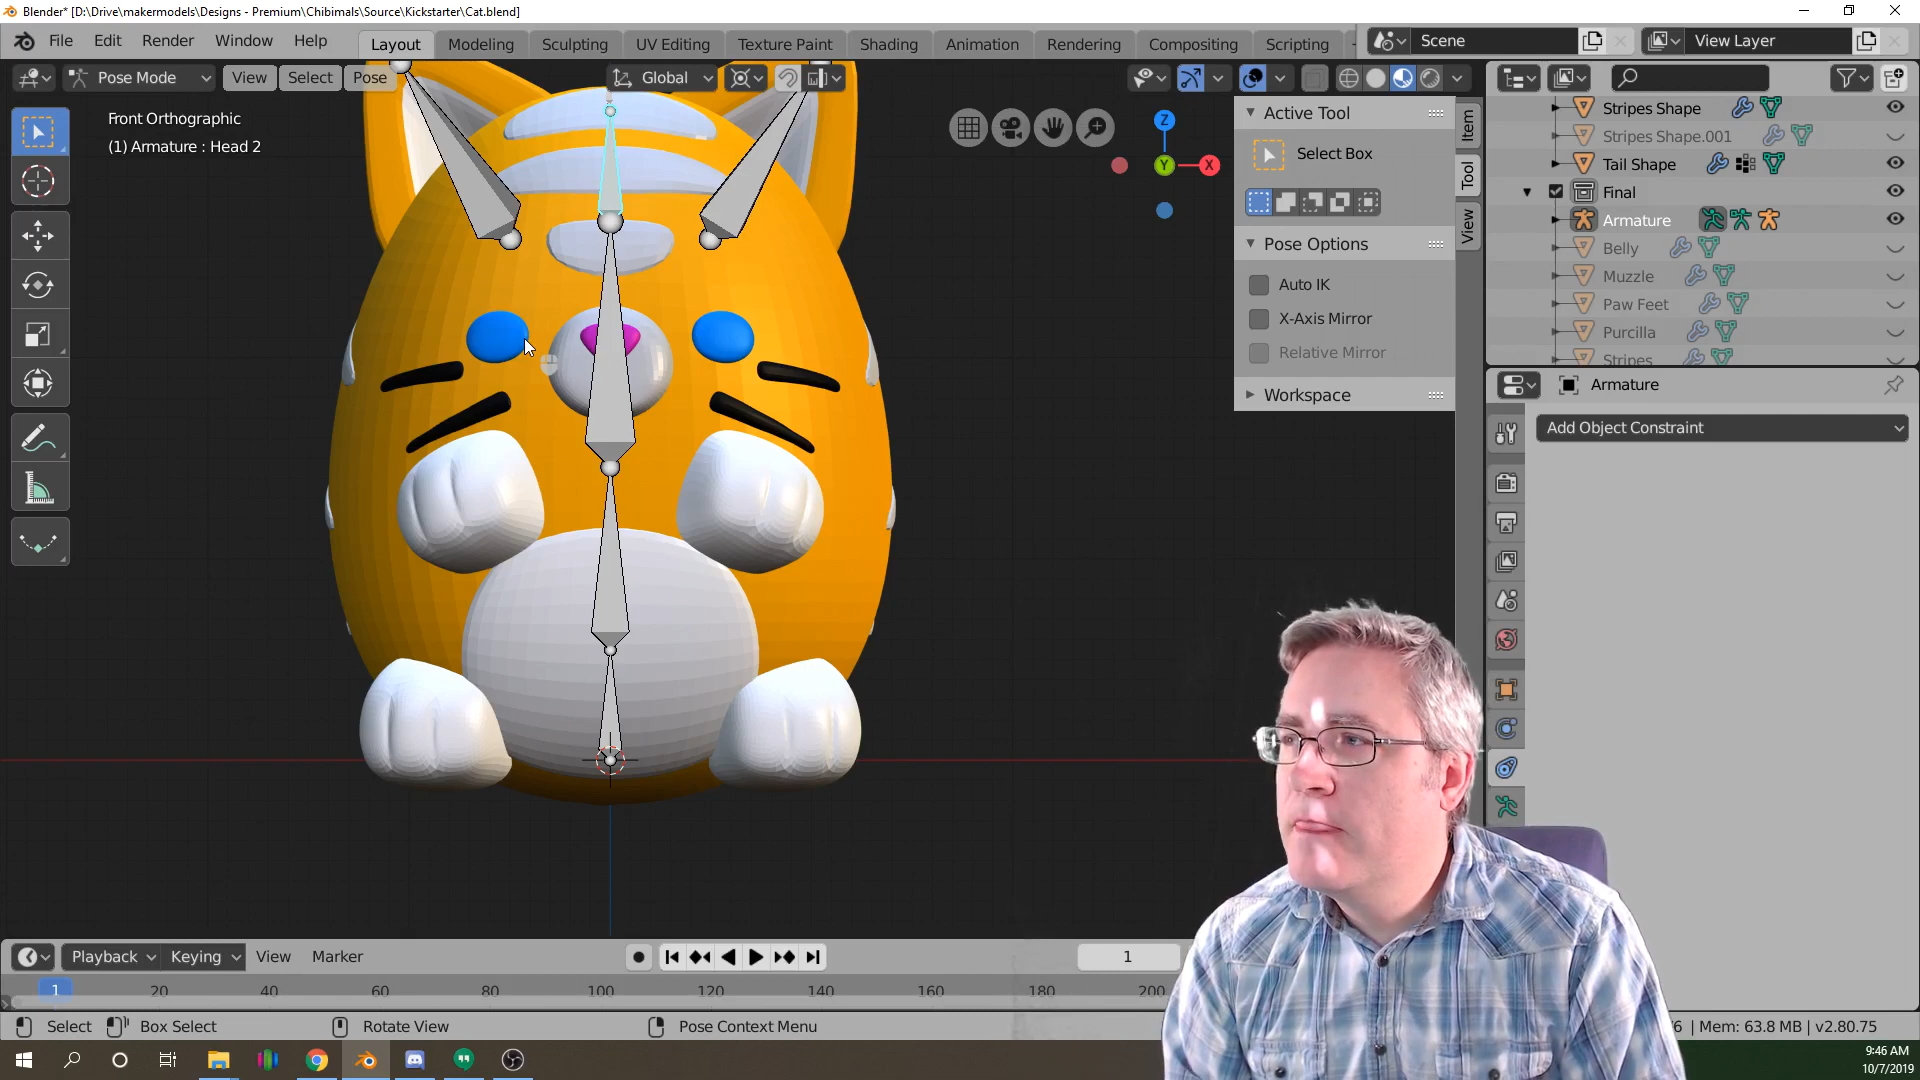 Blender* [D:\Drive\makermodels\Designs - Premium\Chibimals\Source\Kickstarter\Cat.blend]
File Edit Render Window Help Layout Modeling Sculpting UV Editing Texture Paint Shading Animation Rendering Compositing Scripting Scene View Layer
Pose Mode View Select Pose Global
Front Orthographic
(1) Armature : Head 2
Z
Y
X
Active Tool
Select Box
Pose Options
Auto IK
X-Axis Mirror
Relative Mirror
Workspace
Item
Tool
View
Stripes Shape
Stripes Shape.001
Tail Shape
Final
Armature
Belly
Muzzle
Paw Feet
Purcilla
Stripes
Armature
Add Object Constraint
Playback Keying View Marker 1
1 20 40 60 80 100 120 140 160 180 200
Select Box Select Rotate View Pose Context Menu
| Mem: 63.8 MB | v2.80.75
9:46 AM
10/7/2019